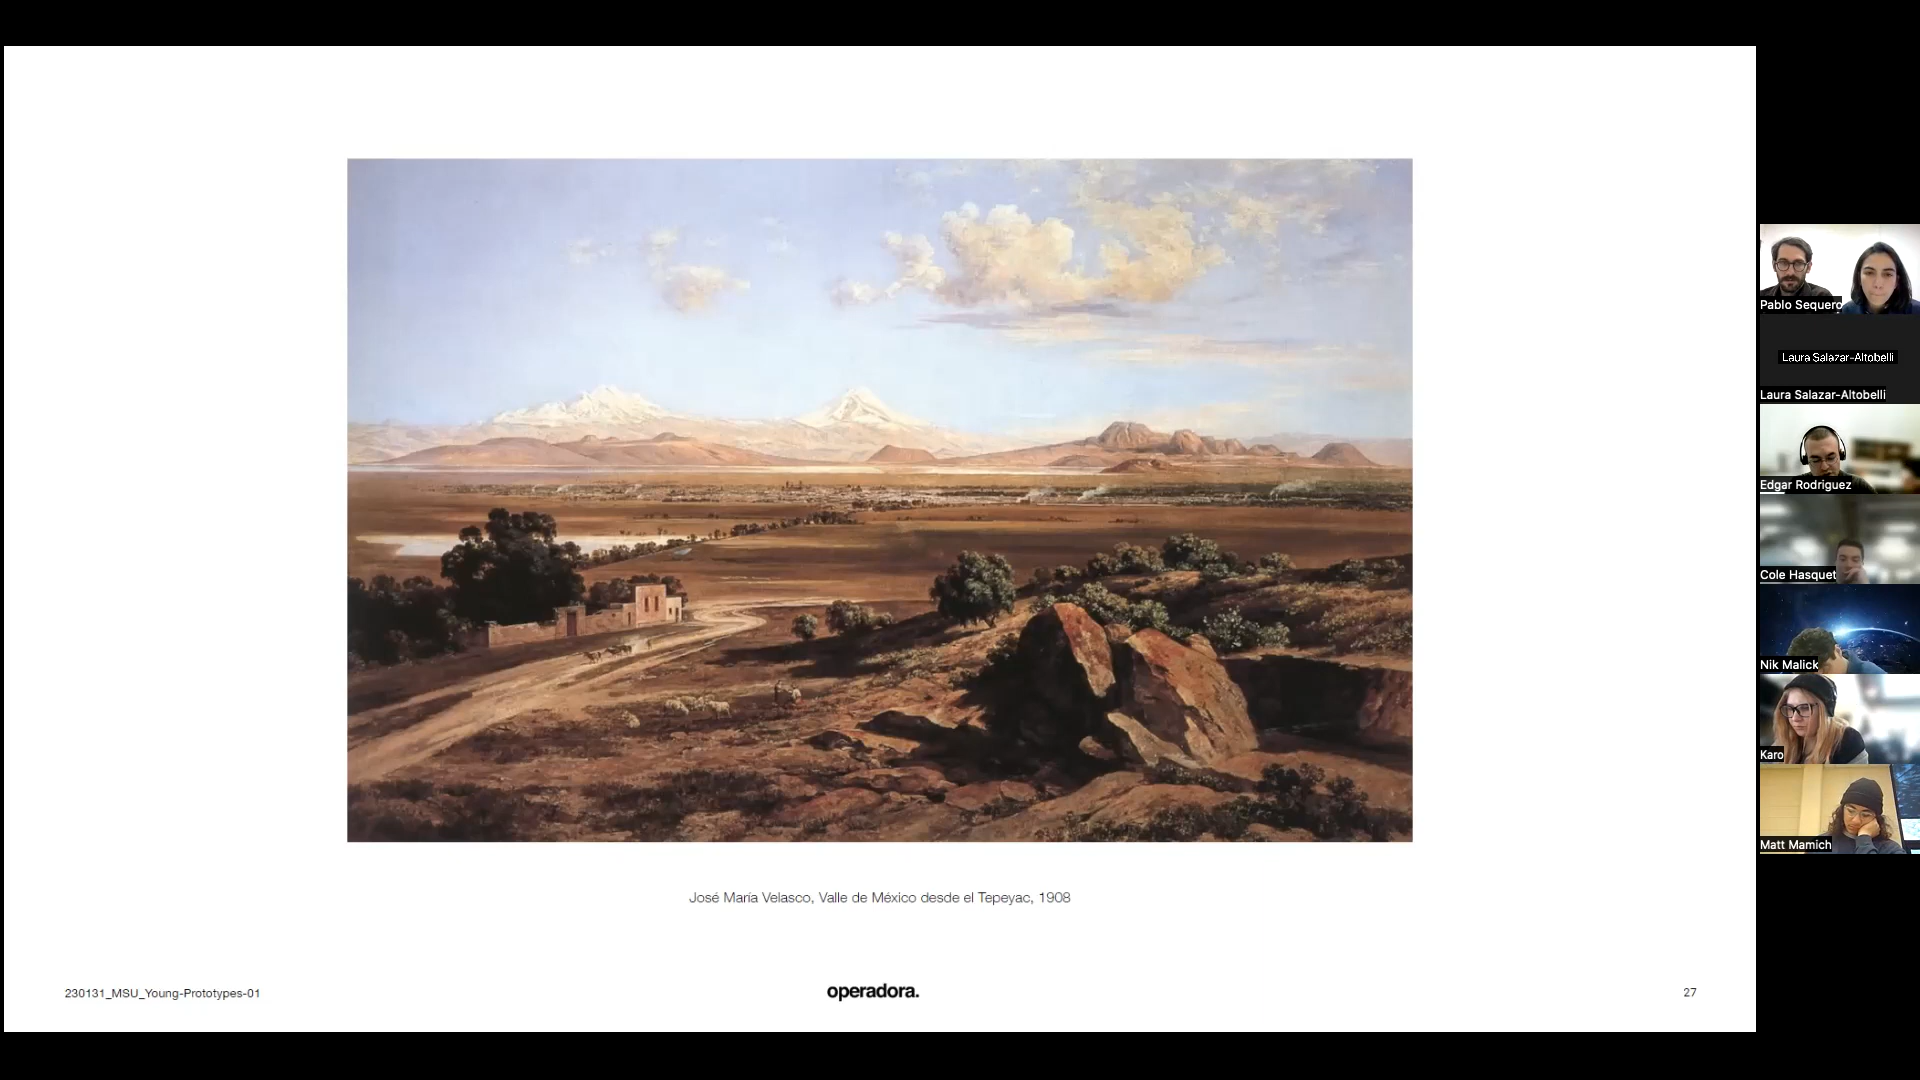 José María Velasco, Valle de México desde el Tepeyac, 1908
230131_MSU_Young-Prototypes-01
operadora.
27
Pablo Sequero
Laura Salazar-Altobelli
Laura Salazar-Altobelli
Edgar Rodriguez
Cole Hasquet
Nik Malick
Karo
Matt Mamich